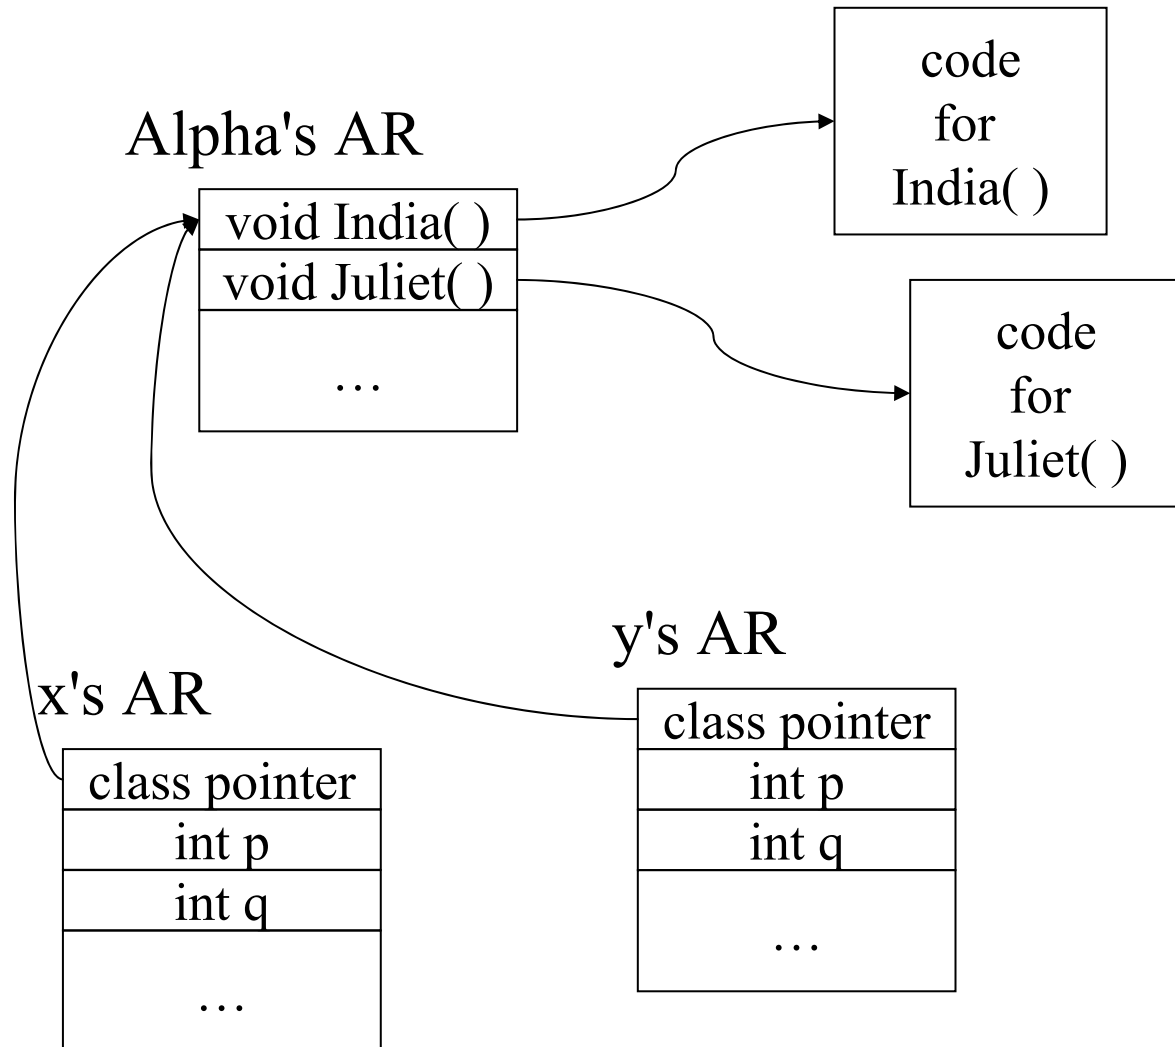 code
for
India( )
Alpha's AR
void India( )
void Juliet( )
…
code
for
Juliet( )
y's AR
class pointer
int p
int q
…
x's AR
class pointer
int p
int q
…